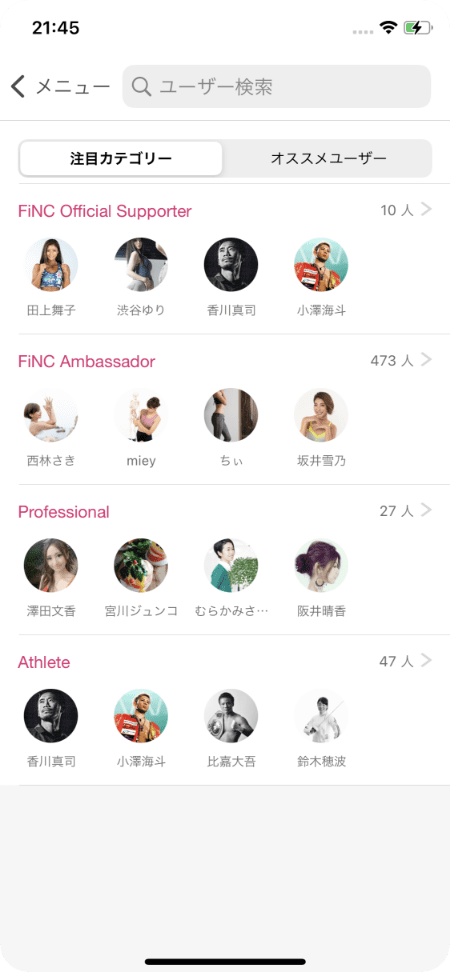 21:45
メニュー
ユーザー検索
注目カテゴリー オススメユーザー
FiNC Official Supporter 10 人
田上舞子 渋谷ゆり 香川真司 小澤海斗
FiNC Ambassador 473 人
西林さき miey ちぃ 坂井雪乃
Professional 27 人
澤田文香 宮川ジュンコ むらかみさ… 阪井晴香
Athlete 47 人
香川真司 小澤海斗 比嘉大吾 鈴木穂波